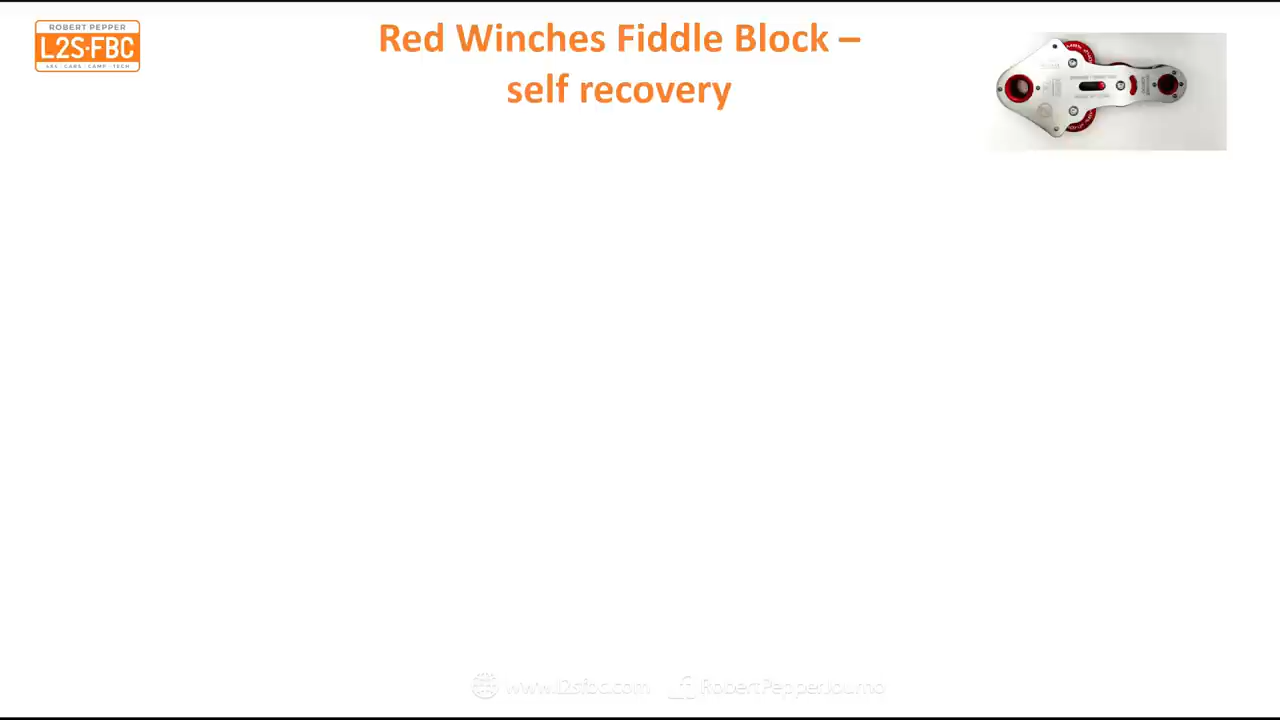 ROBERT PEPPER
L2S·FBC
4X4 · CARS · CAMP · TECH
Red Winches Fiddle Block –
self recovery
www.l2sfbc.com RobertPepperJourno